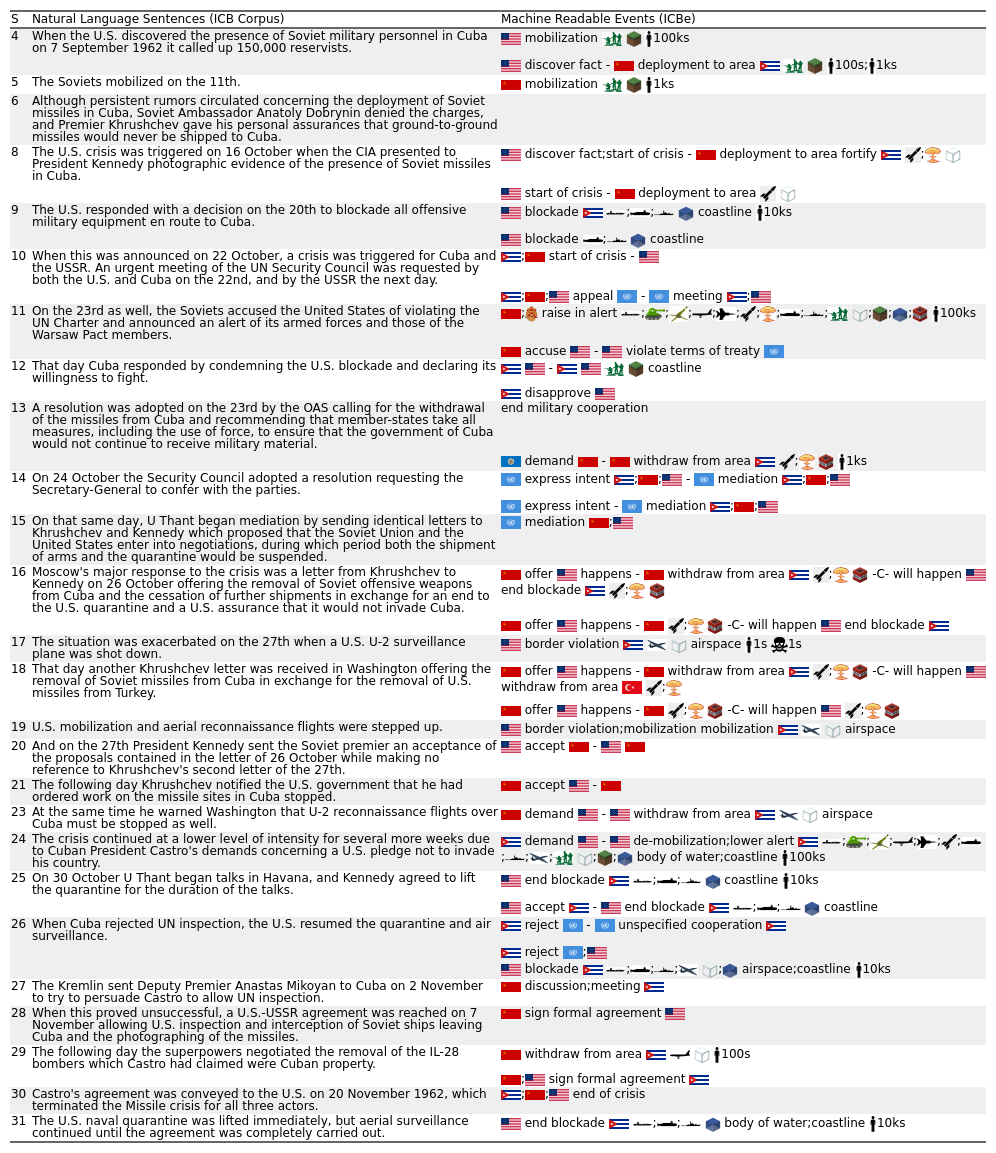 S Natural Language Sentences (ICB Corpus) Machine Readable Events (ICBe)
4 When the U.S. discovered the presence of Soviet military personnel in Cuba
on 7 September 1962 it called up 150,000 reservists.
mobilization 100ks
discover fact - deployment to area 100s; 1ks
5 The Soviets mobilized on the 11th.
mobilization 1ks
6 Although persistent rumors circulated concerning the deployment of Soviet
missiles in Cuba, Soviet Ambassador Anatoly Dobrynin denied the charges,
and Premier Khrushchev gave his personal assurances that ground-to-ground
missiles would never be shipped to Cuba.
8 The U.S. crisis was triggered on 16 October when the CIA presented to
President Kennedy photographic evidence of the presence of Soviet missiles
in Cuba.
discover fact;start of crisis - deployment to area fortify ;
start of crisis - deployment to area
9 The U.S. responded with a decision on the 20th to blockade all offensive
military equipment en route to Cuba.
blockade ; ; coastline 10ks
blockade ; coastline
10 When this was announced on 22 October, a crisis was triggered for Cuba and
the USSR. An urgent meeting of the UN Security Council was requested by
both the U.S. and Cuba on the 22nd, and by the USSR the next day.
; start of crisis -
; ; appeal - meeting ;
11 On the 23rd as well, the Soviets accused the United States of violating the
UN Charter and announced an alert of its armed forces and those of the
Warsaw Pact members.
; raise in alert ; ; ; ; ; ; ; ; ; ; ; ; 100ks
accuse - violate terms of treaty
12 That day Cuba responded by condemning the U.S. blockade and declaring its
willingness to fight.
- coastline
disapprove
13 A resolution was adopted on the 23rd by the OAS calling for the withdrawal
of the missiles from Cuba and recommending that member-states take all
measures, including the use of force, to ensure that the government of Cuba
would not continue to receive military material.
end military cooperation
demand - withdraw from area ; 1ks
14 On 24 October the Security Council adopted a resolution requesting the
Secretary-General to confer with the parties.
express intent ; ; - mediation ; ;
express intent - mediation ; ;
15 On that same day, U Thant began mediation by sending identical letters to
Khrushchev and Kennedy which proposed that the Soviet Union and the
United States enter into negotiations, during which period both the shipment
of arms and the quarantine would be suspended.
mediation ;
16 Moscow's major response to the crisis was a letter from Khrushchev to
Kennedy on 26 October offering the removal of Soviet offensive weapons
from Cuba and the cessation of further shipments in exchange for an end to
the U.S. quarantine and a U.S. assurance that it would not invade Cuba.
offer happens - withdraw from area ; -C- will happen
end blockade ;
offer happens - ; -C- will happen end blockade
17 The situation was exacerbated on the 27th when a U.S. U-2 surveillance
plane was shot down.
border violation airspace 1s 1s
18 That day another Khrushchev letter was received in Washington offering the
removal of Soviet missiles from Cuba in exchange for the removal of U.S.
missiles from Turkey.
offer happens - withdraw from area ; -C- will happen
withdraw from area ;
offer happens - ; -C- will happen ;
19 U.S. mobilization and aerial reconnaissance flights were stepped up.
border violation;mobilization mobilization airspace
20 And on the 27th President Kennedy sent the Soviet premier an acceptance of
the proposals contained in the letter of 26 October while making no
reference to Khrushchev's second letter of the 27th.
accept -
21 The following day Khrushchev notified the U.S. government that he had
ordered work on the missile sites in Cuba stopped.
accept -
23 At the same time he warned Washington that U-2 reconnaissance flights over
Cuba must be stopped as well.
demand - withdraw from area airspace
24 The crisis continued at a lower level of intensity for several more weeks due
to Cuban President Castro's demands concerning a U.S. pledge not to invade
his country.
demand - de-mobilization;lower alert ; ; ; ; ; ;
; ; ; ; ; body of water;coastline 100ks
25 On 30 October U Thant began talks in Havana, and Kennedy agreed to lift
the quarantine for the duration of the talks.
end blockade ; ; coastline 10ks
accept - end blockade ; ; coastline
26 When Cuba rejected UN inspection, the U.S. resumed the quarantine and air
surveillance.
reject - unspecified cooperation
reject ;
blockade ; ; ; ; airspace;coastline 10ks
27 The Kremlin sent Deputy Premier Anastas Mikoyan to Cuba on 2 November
to try to persuade Castro to allow UN inspection.
discussion;meeting
28 When this proved unsuccessful, a U.S.-USSR agreement was reached on 7
November allowing U.S. inspection and interception of Soviet ships leaving
Cuba and the photographing of the missiles.
sign formal agreement
29 The following day the superpowers negotiated the removal of the IL-28
bombers which Castro had claimed were Cuban property.
withdraw from area 100s
; sign formal agreement
30 Castro's agreement was conveyed to the U.S. on 20 November 1962, which
terminated the Missile crisis for all three actors.
; ; end of crisis
31 The U.S. naval quarantine was lifted immediately, but aerial surveillance
continued until the agreement was completely carried out.
end blockade ; ; body of water;coastline 10ks